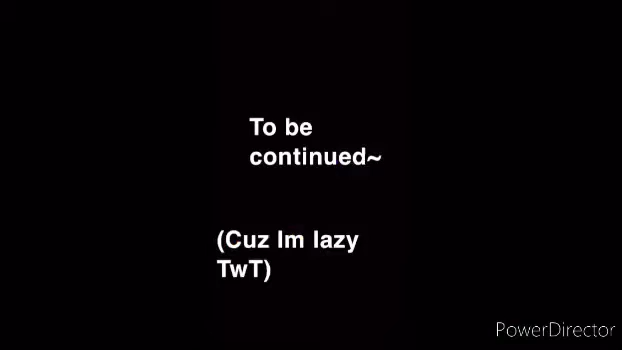 To be
continued~
(Cuz Im lazy
TwT)
PowerDirector